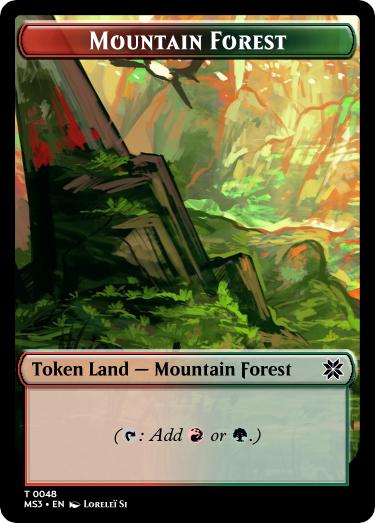 Mountain Forest
Token Land — Mountain Forest
(: Add or .)
T 0048
MS3 • EN Loreleï Si